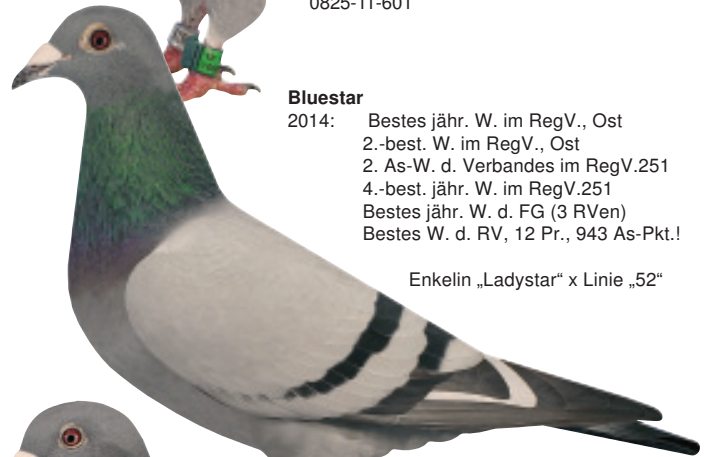 0825-11-601
Bluestar
2014: Bestes jähr. W. im RegV., Ost
2.-best. W. im RegV., Ost
2. As-W. d. Verbandes im RegV.251
4.-best. jähr. W. im RegV.251
Bestes jähr. W. d. FG (3 RVen)
Bestes W. d. RV, 12 Pr., 943 As-Pkt.!
Enkelin „Ladystar“ x Linie „52“